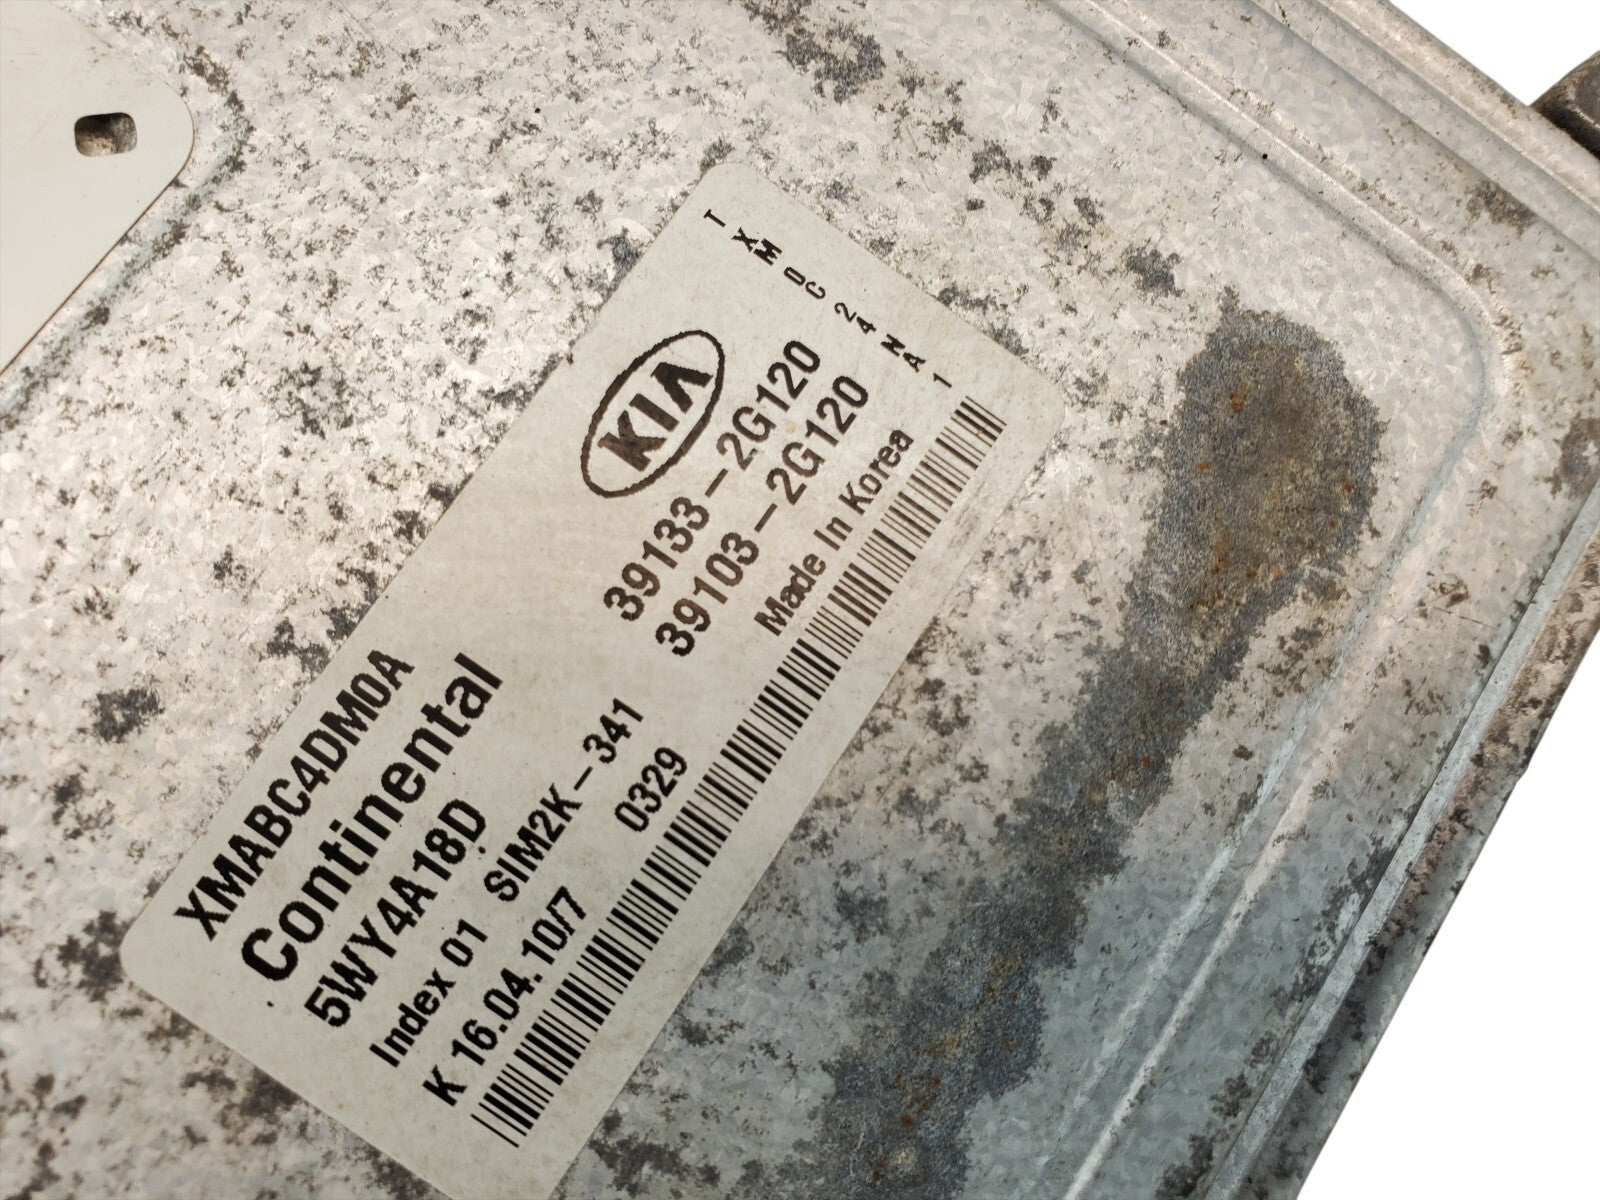 TXM0C24NA1
KIA
39133-2G120
39103-2G120
Made In Korea
XMABC4DM0A
Continental
5WY4A18D
Index 01 SIM2K-341
K 16.04.10/7 0329